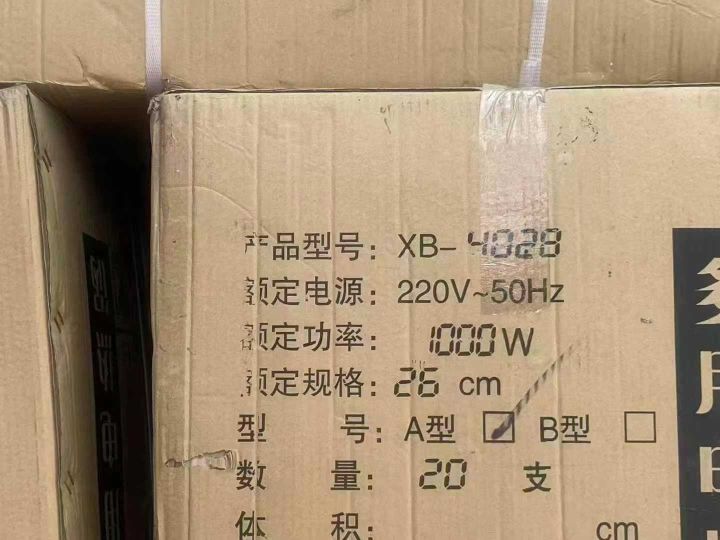 产品型号：XB-4028
额定电源：220V~50Hz
额定功率：1000W
额定规格：26 cm
型 号：A型 ☑ B型 □
数 量：20 支
体 积： cm